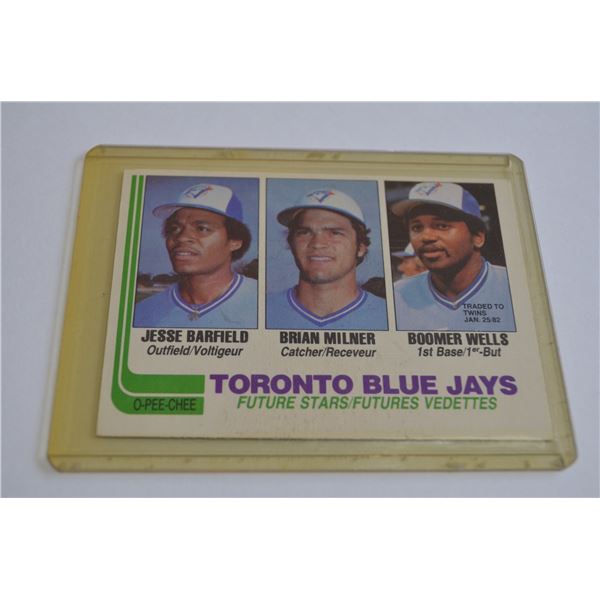 TRADED TO
TWINS
JAN. 25/82
JESSE BARFIELD
Outfield/Voltigeur
BRIAN MILNER
Catcher/Receveur
BOOMER WELLS
1st Base/1er-But
O-PEE-CHEE
TORONTO BLUE JAYS
FUTURE STARS/FUTURES VEDETTES